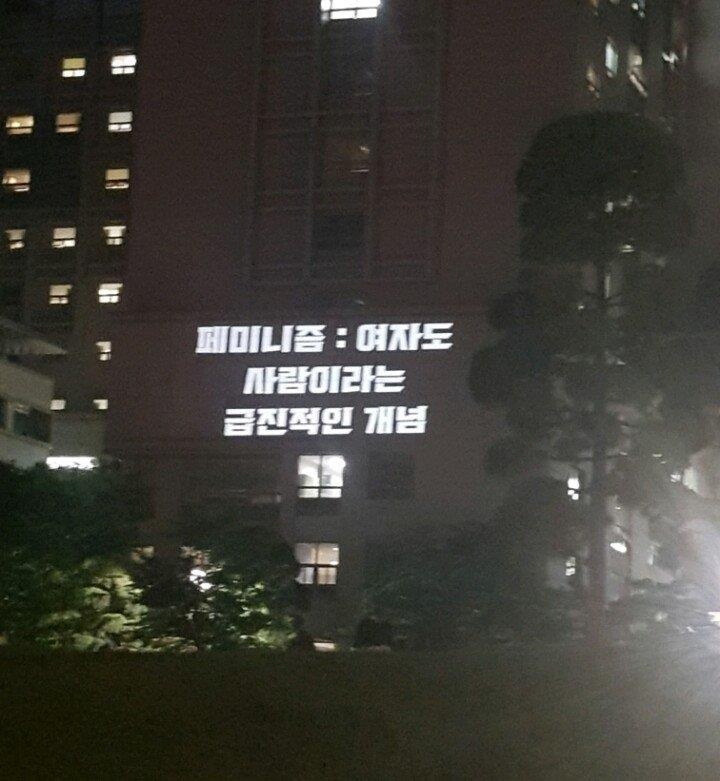 페미니즘 : 여자도
사람이라는
급진적인 개념